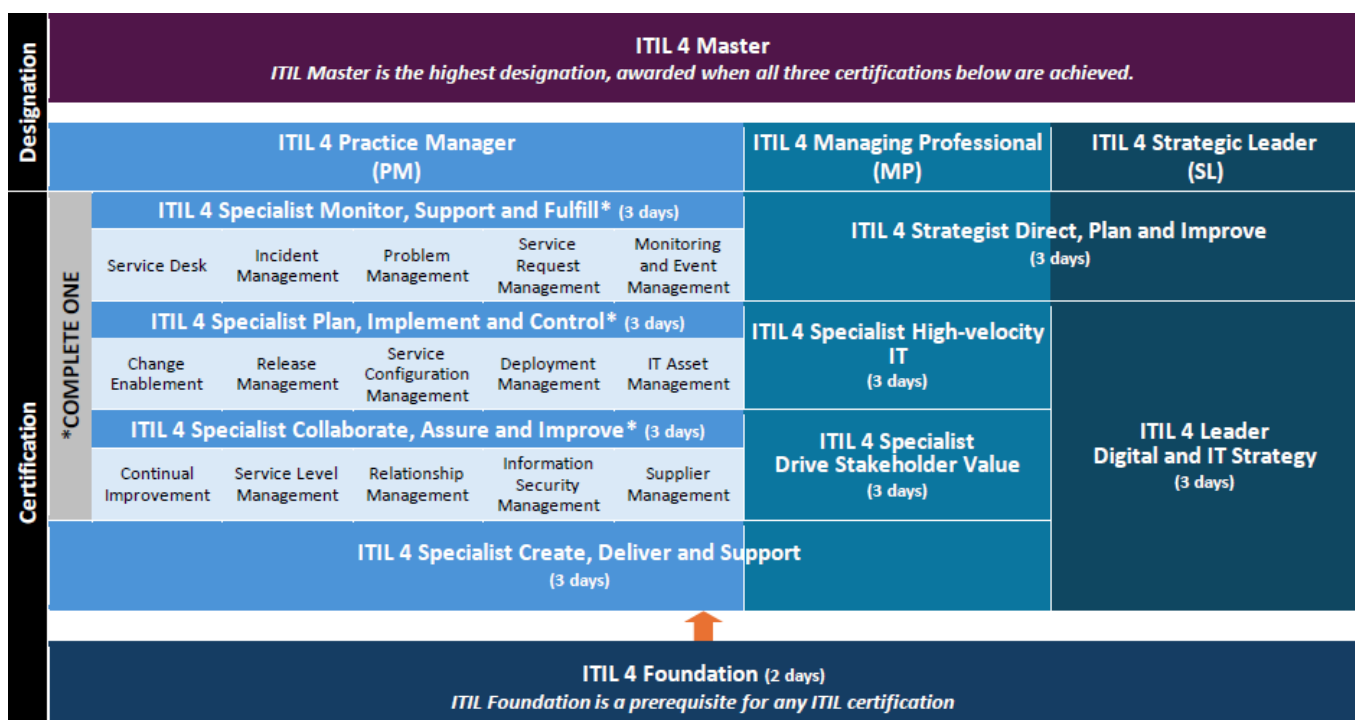 Designation
ITIL 4 Master
ITIL Master is the highest designation, awarded when all three certifications below are achieved.
ITIL 4 Practice Manager
(PM)
ITIL 4 Managing Professional
(MP)
ITIL 4 Strategic Leader
(SL)
Certification
*COMPLETE ONE
ITIL 4 Specialist Monitor, Support and Fulfill* (3 days)
Service Desk
Incident
Management
Problem
Management
Service
Request
Management
Monitoring
and Event
Management
ITIL 4 Strategist Direct, Plan and Improve
(3 days)
ITIL 4 Specialist Plan, Implement and Control* (3 days)
Change
Enablement
Release
Management
Service
Configuration
Management
Deployment
Management
IT Asset
Management
ITIL 4 Specialist High-velocity
IT
(3 days)
ITIL 4 Specialist Collaborate, Assure and Improve* (3 days)
Continual
Improvement
Service Level
Management
Relationship
Management
Information
Security
Management
Supplier
Management
ITIL 4 Specialist
Drive Stakeholder Value
(3 days)
ITIL 4 Leader
Digital and IT Strategy
(3 days)
ITIL 4 Specialist Create, Deliver and Support
(3 days)
ITIL 4 Foundation (2 days)
ITIL Foundation is a prerequisite for any ITIL certification